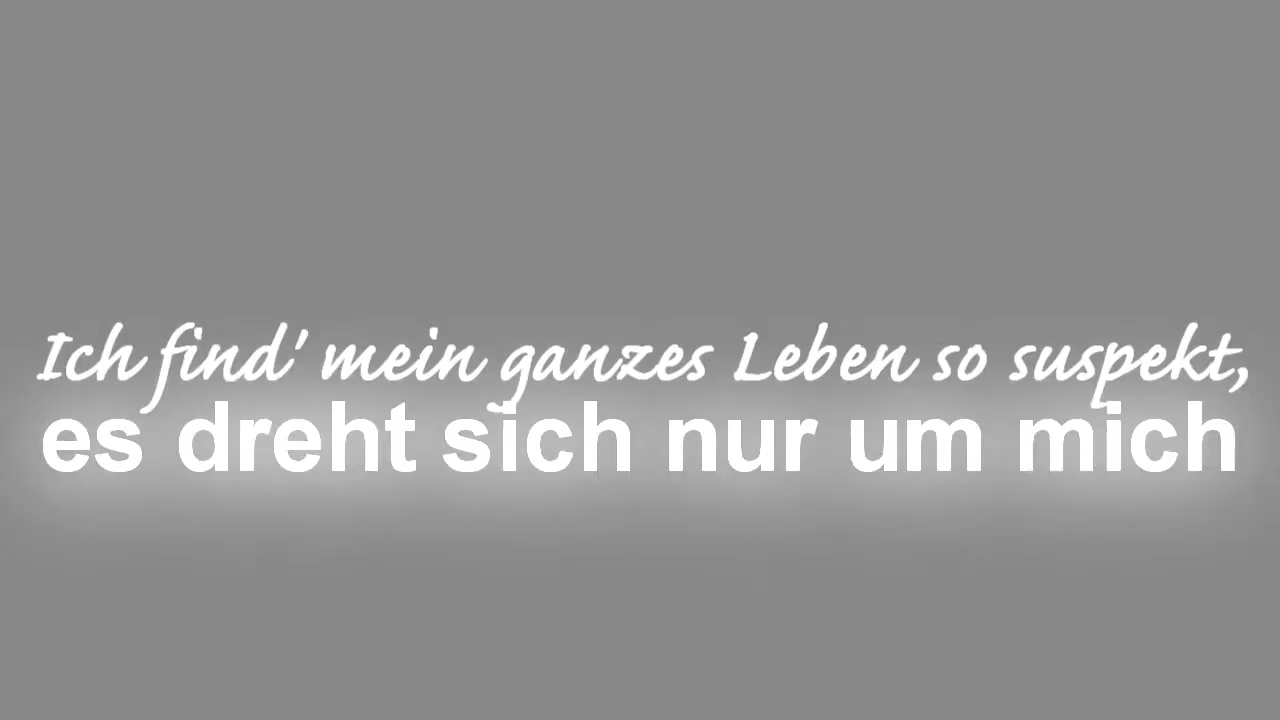 Ich find' mein ganzes Leben so suspekt,
es dreht sich nur um mich